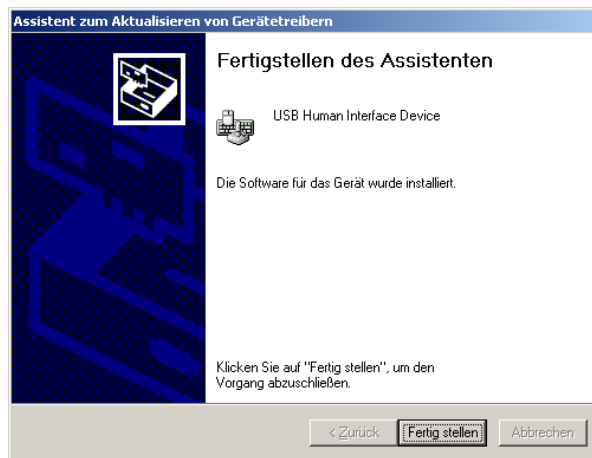 Assistent zum Aktualisieren von Gerätetreibern
Fertigstellen des Assistenten
USB Human Interface Device
Die Software für das Gerät wurde installiert.
Klicken Sie auf "Fertig stellen", um den
Vorgang abzuschließen.
< Zurück
Fertig stellen
Abbrechen